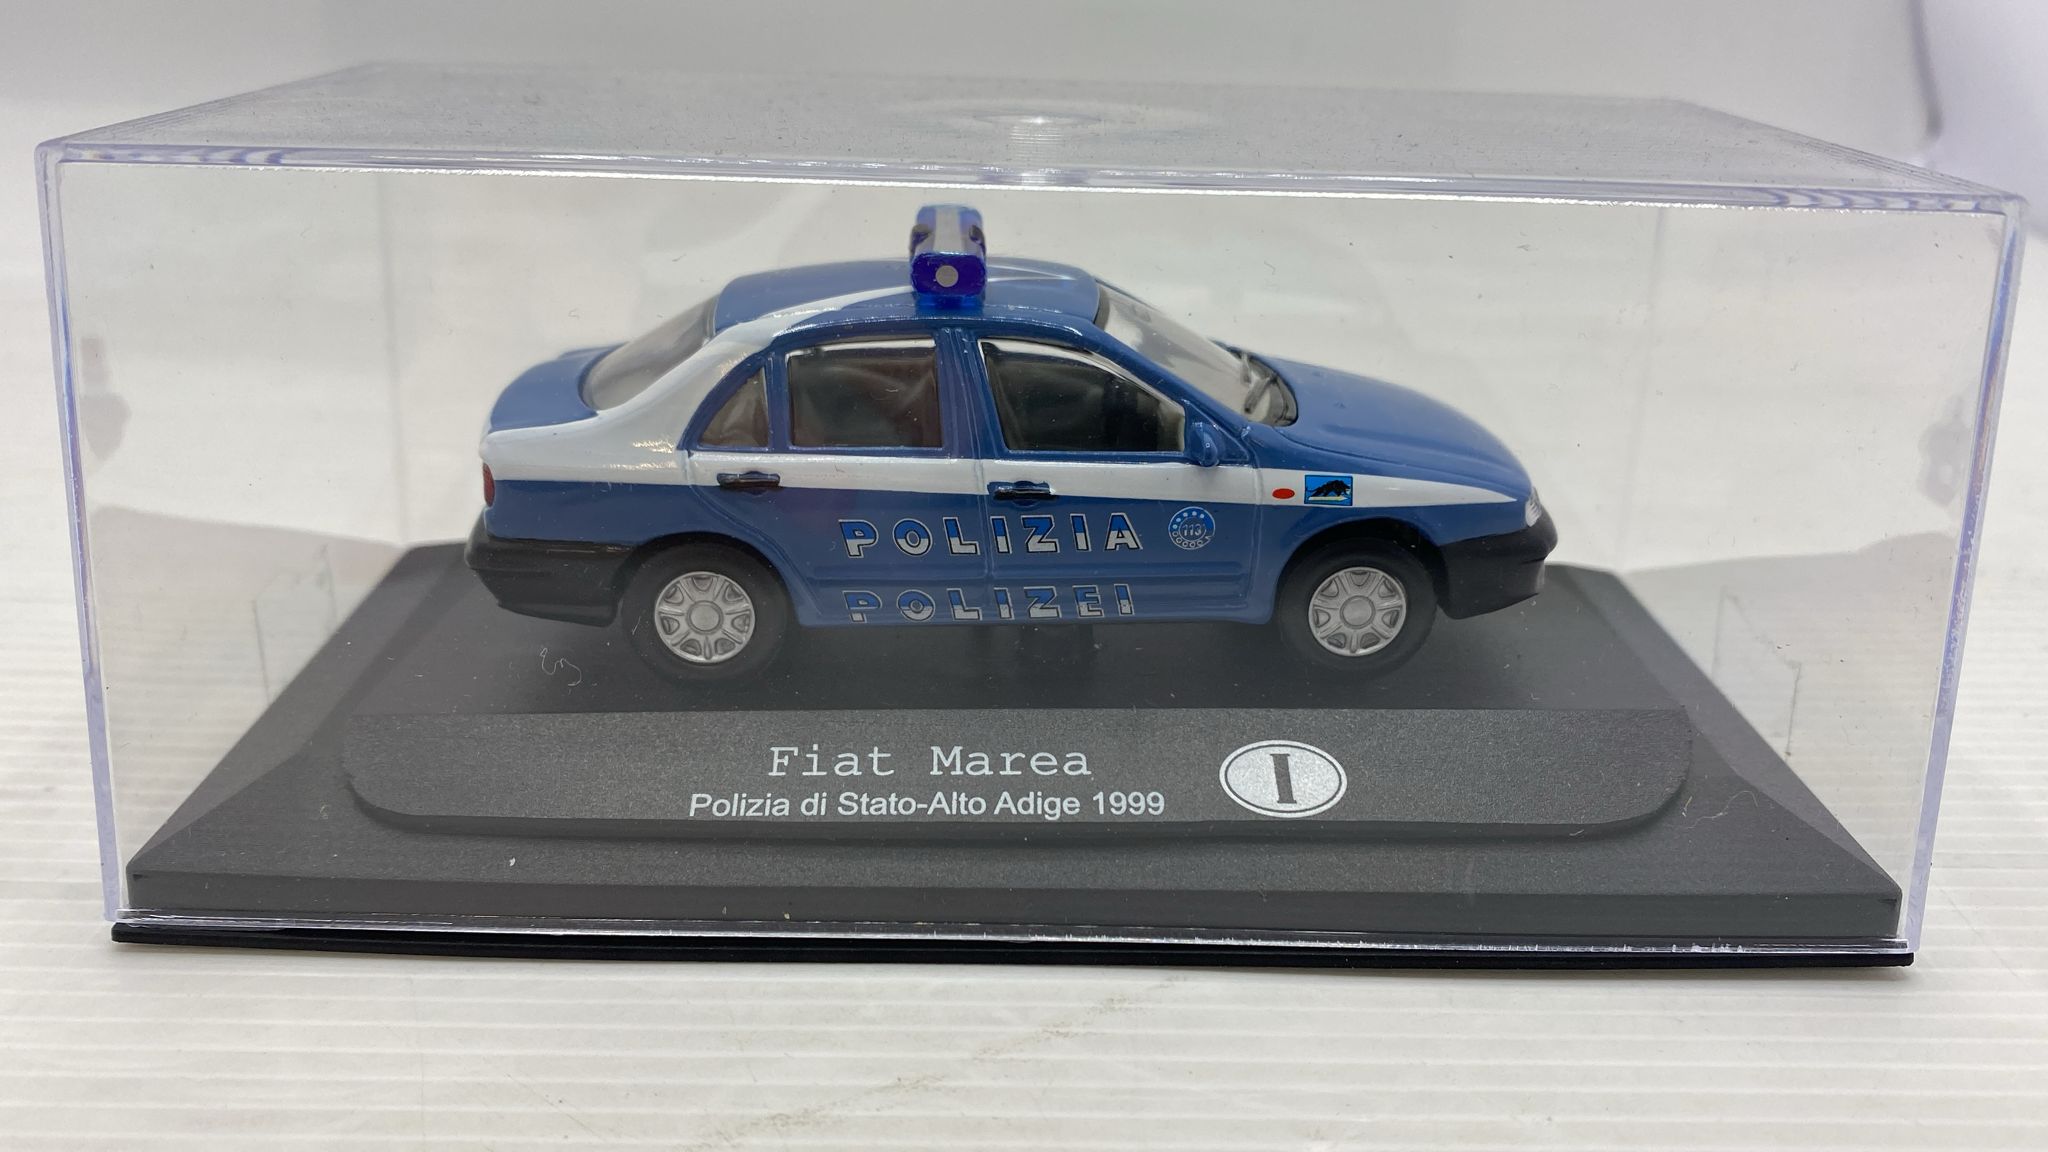 POLIZIA
113
POLIZEI
Fiat Marea
I
Polizia di Stato-Alto Adige 1999